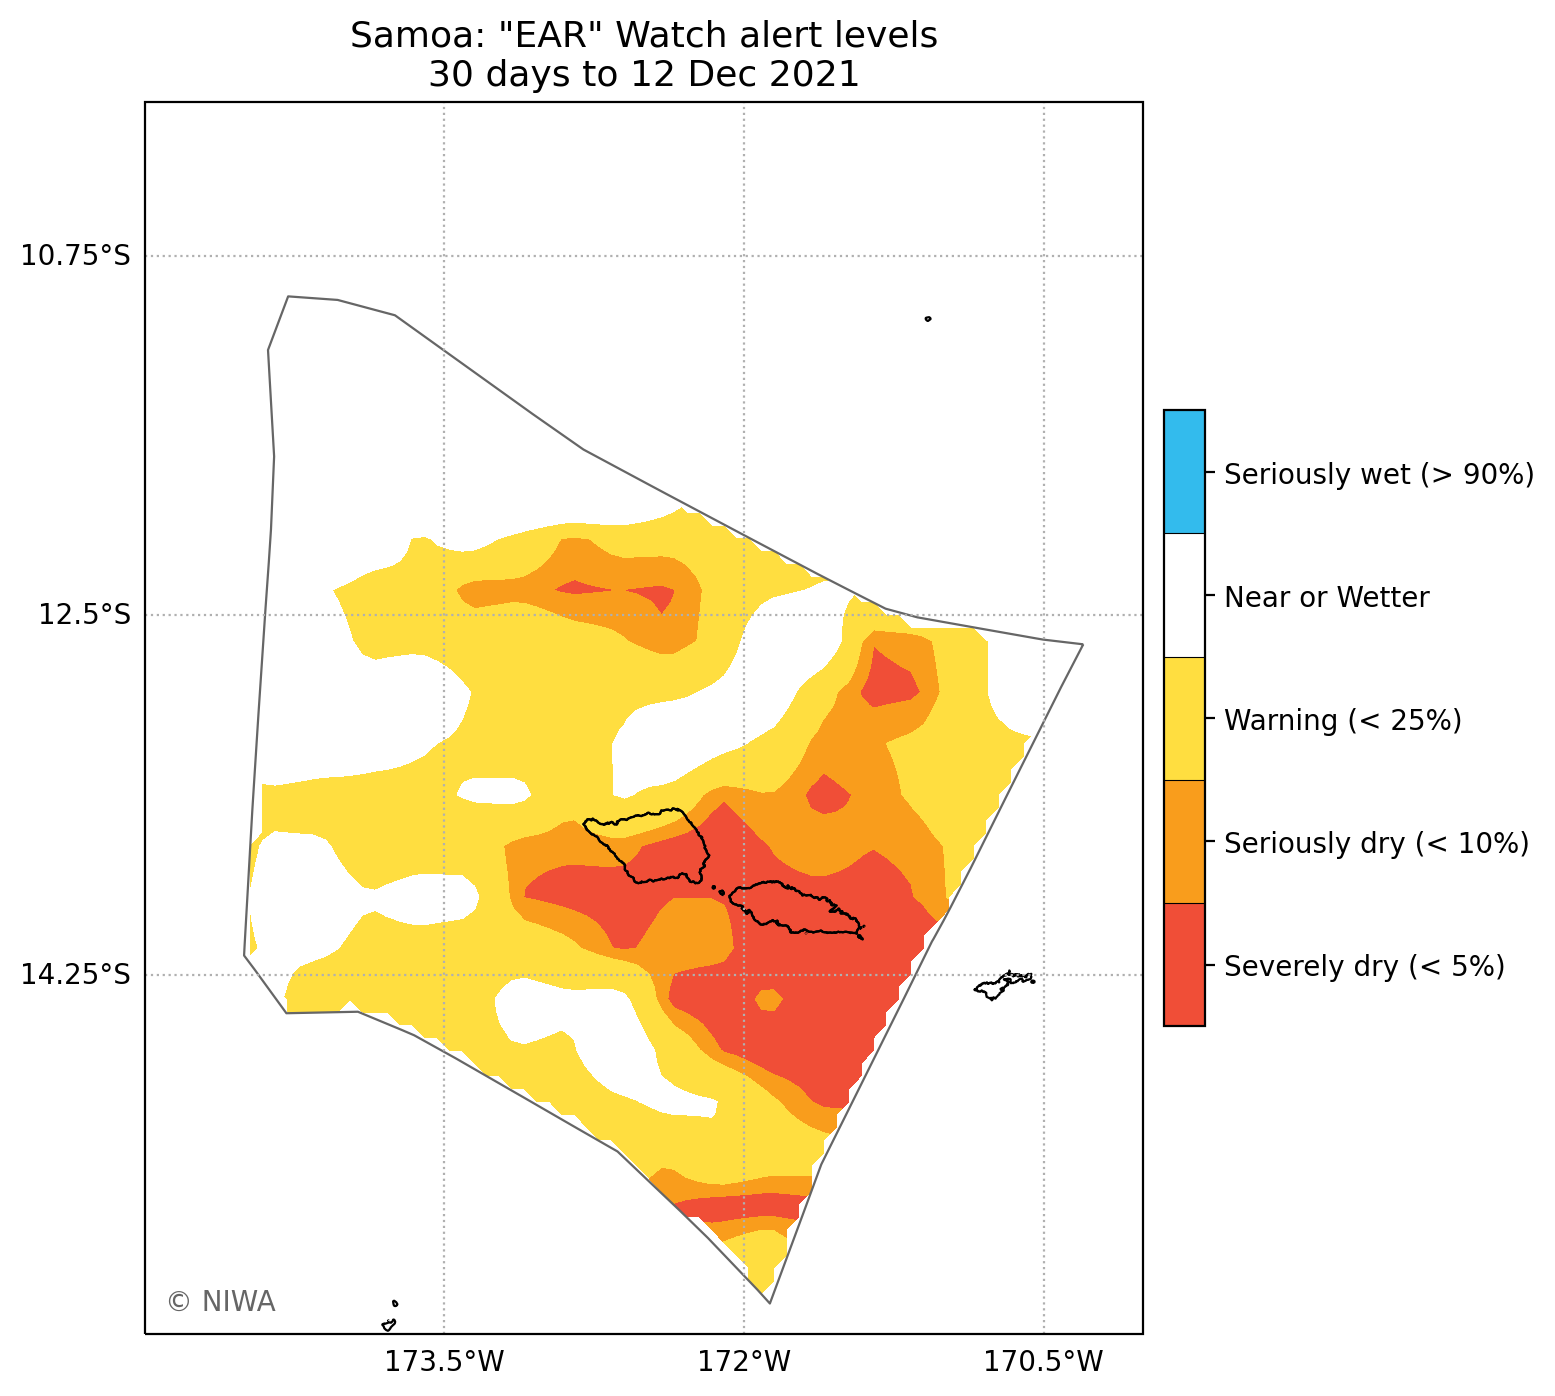 Samoa: "EAR" Watch alert levels
30 days to 12 Dec 2021
10.75°S
12.5°S
14.25°S
173.5°W
172°W
170.5°W
Seriously wet (> 90%)
Near or Wetter
Warning (< 25%)
Seriously dry (< 10%)
Severely dry (< 5%)
© NIWA